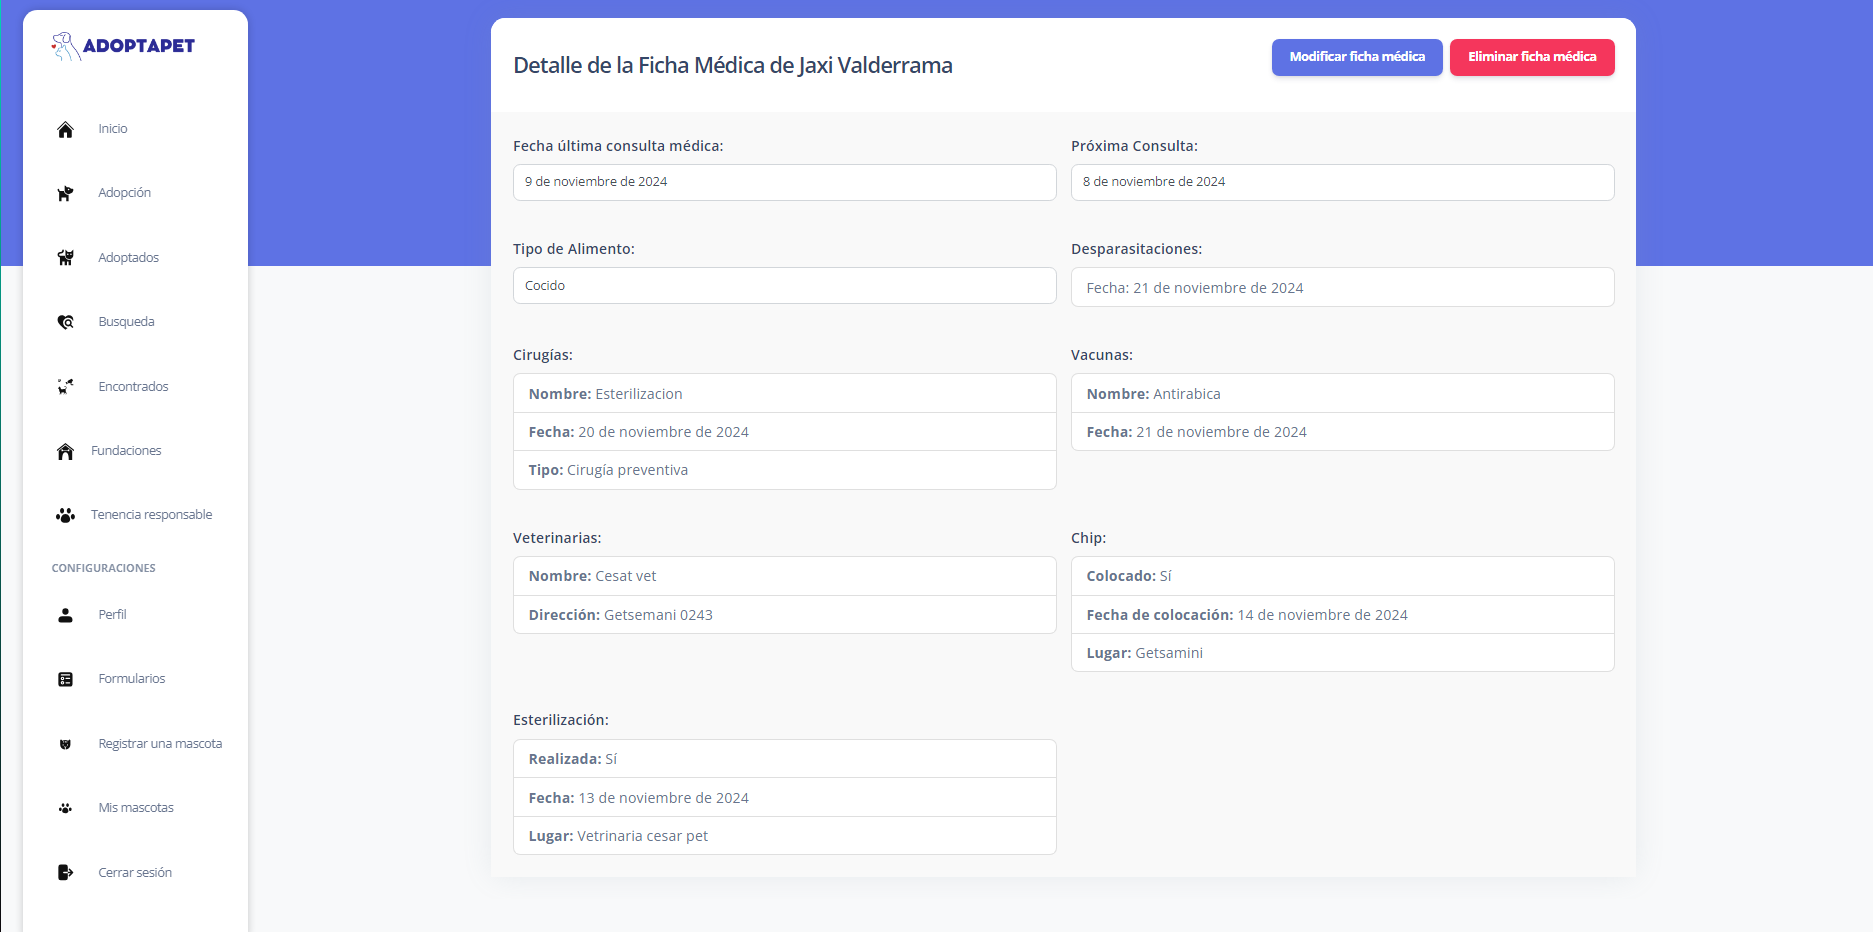 ADOPTAPET
Inicio
Adopción
Adoptados
Busqueda
Encontrados
Fundaciones
Tenencia responsable
CONFIGURACIONES
Perfil
Formularios
Registrar una mascota
Mis mascotas
Cerrar sesión
Detalle de la Ficha Médica de Jaxi Valderrama
Modificar ficha médica
Eliminar ficha médica
Fecha última consulta médica:
9 de noviembre de 2024
Próxima Consulta:
8 de noviembre de 2024
Tipo de Alimento:
Cocido
Desparasitaciones:
Fecha: 21 de noviembre de 2024
Cirugías:
Nombre: Esterilizacion
Fecha: 20 de noviembre de 2024
Tipo: Cirugía preventiva
Vacunas:
Nombre: Antirabica
Fecha: 21 de noviembre de 2024
Veterinarias:
Nombre: Cesat vet
Dirección: Getsemani 0243
Chip:
Colocado: Sí
Fecha de colocación: 14 de noviembre de 2024
Lugar: Getsamini
Esterilización:
Realizada: Sí
Fecha: 13 de noviembre de 2024
Lugar: Vetrinaria cesar pet